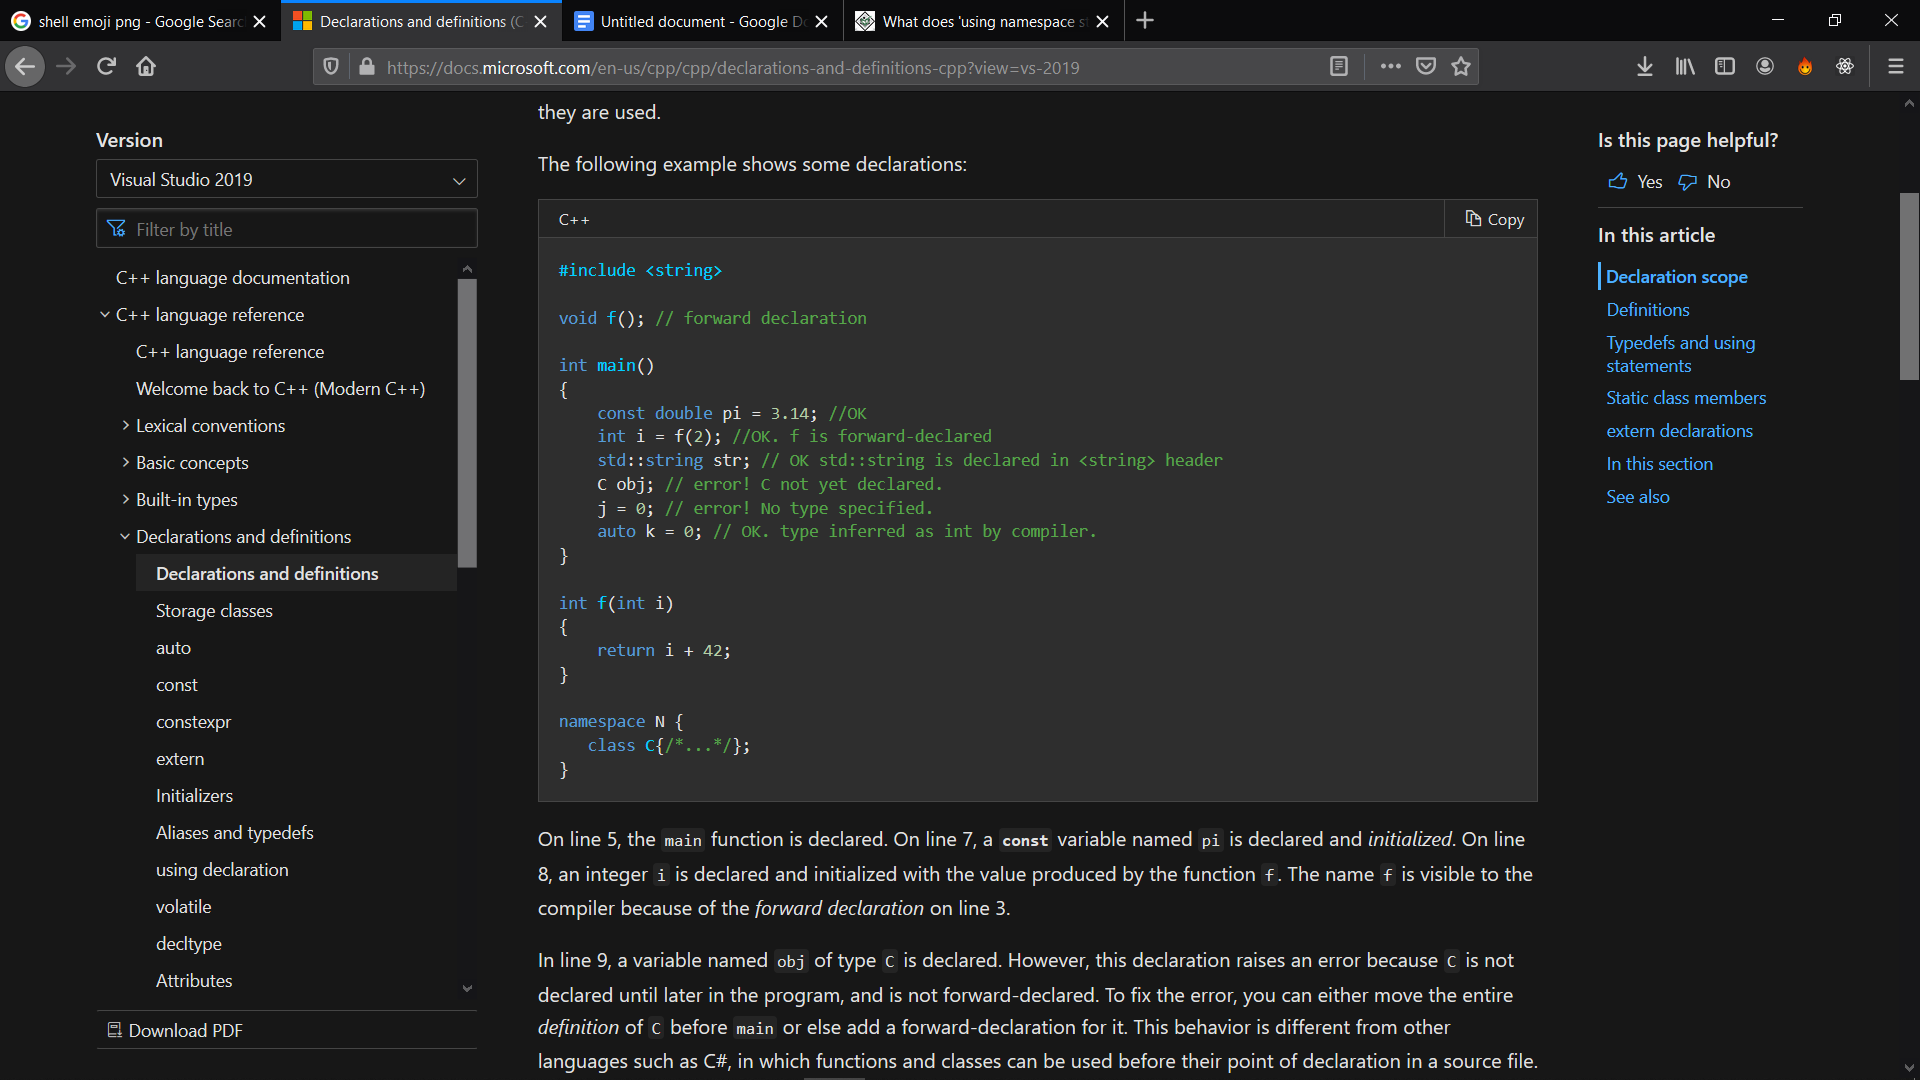 shell emoji png - Google Searc
Declarations and definitions (C
Untitled document - Google Do
What does 'using namespace st
https://docs.microsoft.com/en-us/cpp/cpp/declarations-and-definitions-cpp?view=vs-2019
Version
Visual Studio 2019
Filter by title
C++ language documentation
C++ language reference
C++ language reference
Welcome back to C++ (Modern C++)
Lexical conventions
Basic concepts
Built-in types
Declarations and definitions
Declarations and definitions
Storage classes
auto
const
constexpr
extern
Initializers
Aliases and typedefs
using declaration
volatile
decltype
Attributes
Download PDF
they are used.
The following example shows some declarations:
C++
Copy
#include <string>
void f(); // forward declaration
int main()
{
const double pi = 3.14; //OK
int i = f(2); //OK. f is forward-declared
std::string str; // OK std::string is declared in <string> header
C obj; // error! C not yet declared.
j = 0; // error! No type specified.
auto k = 0; // OK. type inferred as int by compiler.
}
int f(int i)
{
return i + 42;
}
namespace N {
class C{/*...*/};
}
On line 5, the main function is declared. On line 7, a const variable named pi is declared and initialized. On line
8, an integer i is declared and initialized with the value produced by the function f. The name f is visible to the
compiler because of the forward declaration on line 3.
In line 9, a variable named obj of type C is declared. However, this declaration raises an error because C is not
declared until later in the program, and is not forward-declared. To fix the error, you can either move the entire
definition of C before main or else add a forward-declaration for it. This behavior is different from other
languages such as C#, in which functions and classes can be used before their point of declaration in a source file.
Is this page helpful?
Yes No
In this article
Declaration scope
Definitions
Typedefs and using
statements
Static class members
extern declarations
In this section
See also